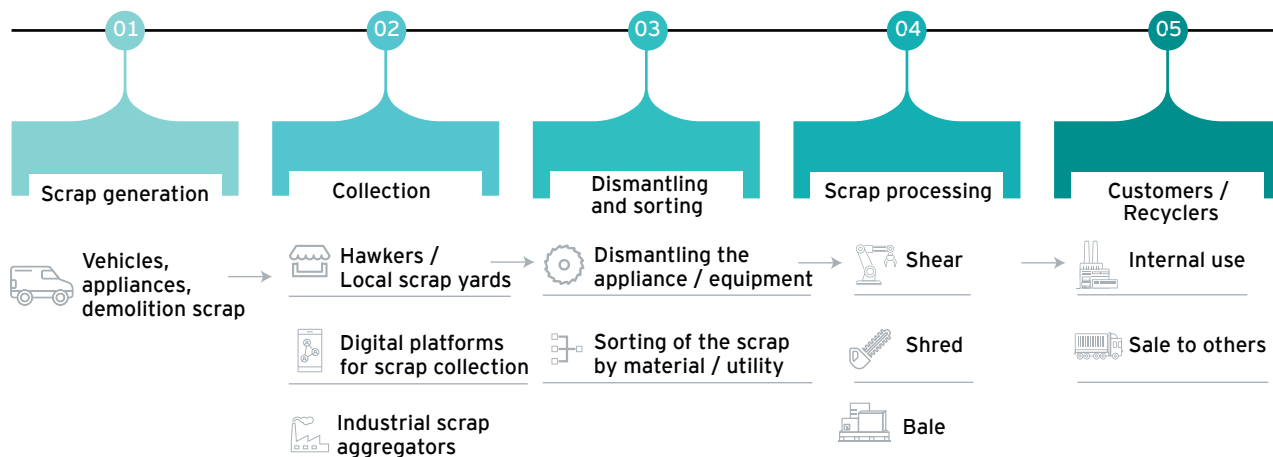 01
02
03
04
05
Scrap generation
Collection
Dismantling
and sorting
Scrap processing
Customers /
Recyclers
Vehicles,
appliances,
demolition scrap
Hawkers /
Local scrap yards
Digital platforms
for scrap collection
Industrial scrap
aggregators
Dismantling the
appliance / equipment
Sorting of the scrap
by material / utility
Shear
Shred
Bale
Internal use
Sale to others